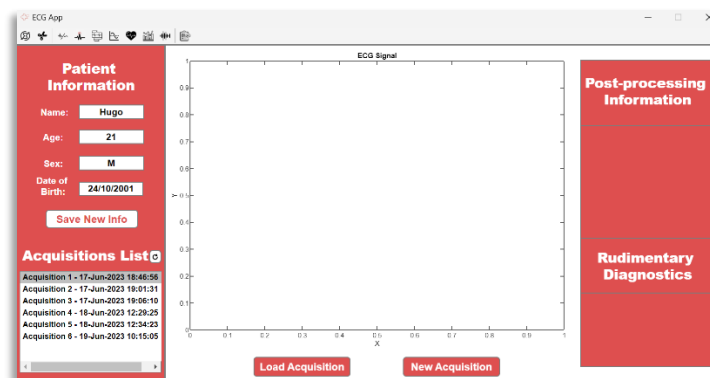 ECG App
Patient
Information
Name: Hugo
Age: 21
Sex: M
Date of
Birth: 24/10/2001
Save New Info
Acquisitions List
Acquisition 1 - 17-Jun-2023 18:46:56
Acquisition 2 - 17-Jun-2023 19:01:31
Acquisition 3 - 17-Jun-2023 19:06:10
Acquisition 4 - 18-Jun-2023 12:29:25
Acquisition 5 - 18-Jun-2023 12:34:23
Acquisition 6 - 19-Jun-2023 10:15:05
ECG Signal
1
0.9
0.8
0.7
0.6
0.5
0.4
0.3
0.2
0.1
0
Y
0 0.1 0.2 0.3 0.4 0.5 0.6 0.7 0.8 0.9 1
X
Load Acquisition
New Acquisition
Post-processing
Information
Rudimentary
Diagnostics